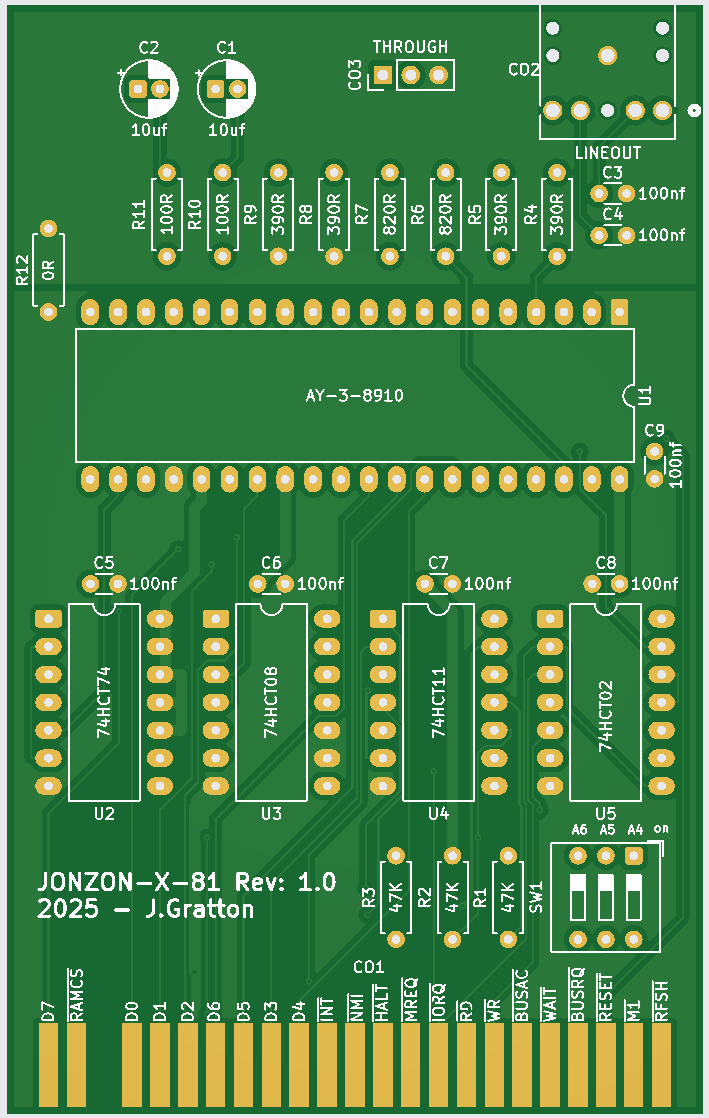 THROUGH
C2
C1
CO3
CO2
10uf
10uf
LINEOUT
C3
100nf
C4
100nf
R11
100R
R10
100R
R9
390R
R8
390R
R7
820R
R6
820R
R5
390R
R4
390R
R12
0R
AY-3-8910
U1
C9
100nf
C5
100nf
C6
100nf
C7
100nf
C8
100nf
74HCT74
74HCT08
74HCT11
74HCT02
U2
U3
U4
U5
A6
A5
A4
on
JONZON-X-81 Rev: 1.0
2025 - J.Gratton
R3
47K
R2
47K
R1
47K
SW1
CO1
D7
RAMCS
D0
D1
D2
D6
D5
D3
D4
INT
NMI
HALT
MREQ
IORQ
RD
WR
BUSAC
WAIT
BUSRQ
RESET
M1
RFSH